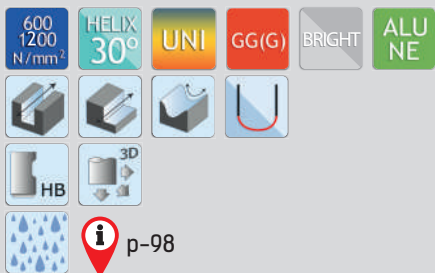 600
1200
N/mm²
HELIX
30°
UNI
GG(G)
BRIGHT
ALU
NE
HB
3D
i
p-98